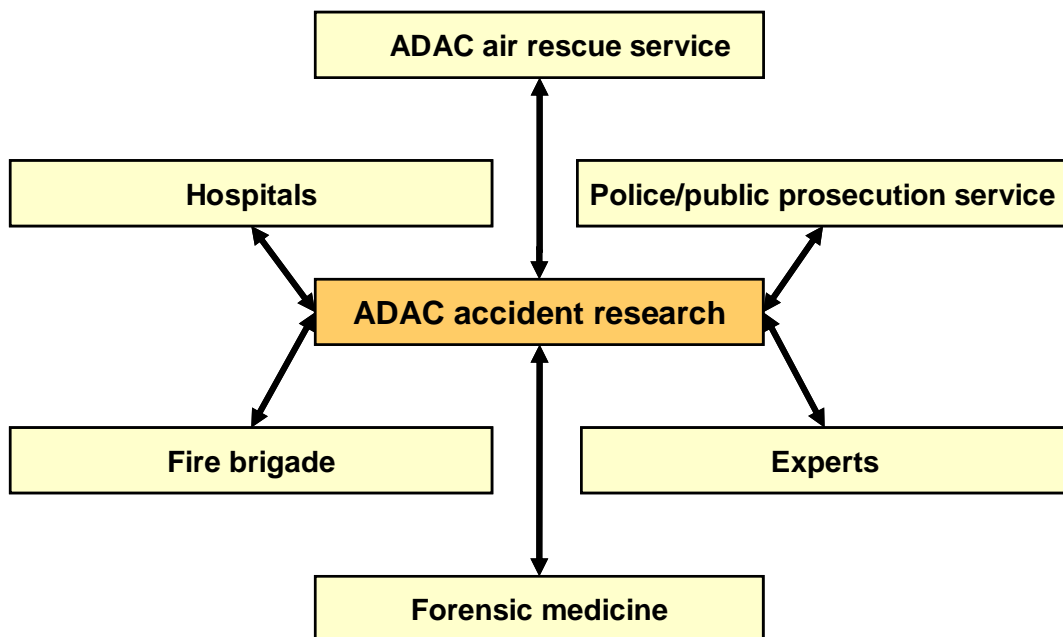 ADAC air rescue service
Hospitals
Police/public prosecution service
ADAC accident research
Fire brigade
Experts
Forensic medicine